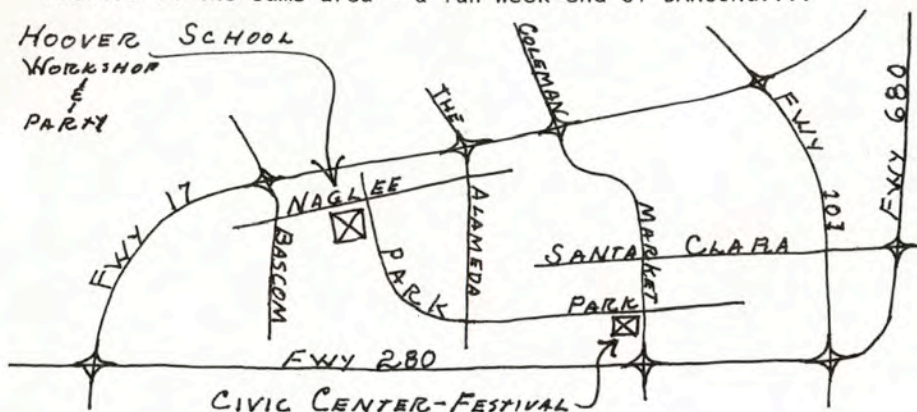 HOOVER SCHOOL
WORKSHOP
&
PARTY
COLEMAN
THE
ALAMEDA
FWY 101
FWY 680
FWY 17
NAGLEE
BASCOM
PARK
MARKET
SANTA CLARA
PARK
FWY 280
CIVIC CENTER-FESTIVAL